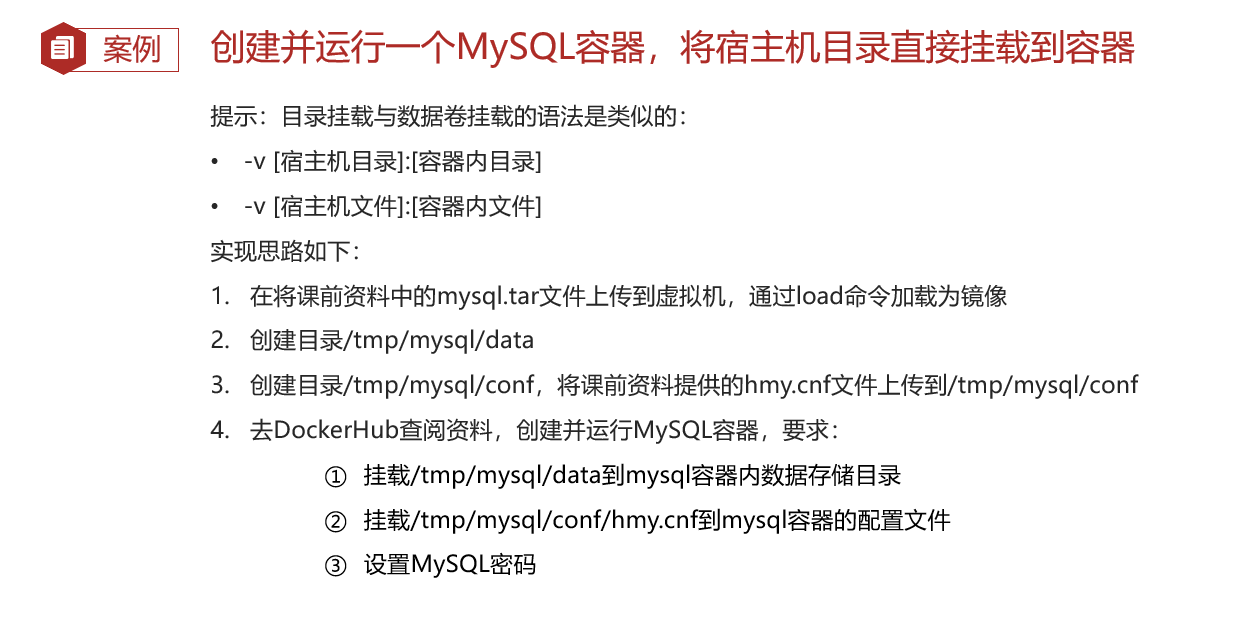 案例
创建并运行一个MySQL容器，将宿主机目录直接挂载到容器
提示：目录挂载与数据卷挂载的语法是类似的：
• -v [宿主机目录]:[容器内目录]
• -v [宿主机文件]:[容器内文件]
实现思路如下：
1. 在将课前资料中的mysql.tar文件上传到虚拟机，通过load命令加载为镜像
2. 创建目录/tmp/mysql/data
3. 创建目录/tmp/mysql/conf，将课前资料提供的hmy.cnf文件上传到/tmp/mysql/conf
4. 去DockerHub查阅资料，创建并运行MySQL容器，要求：
① 挂载/tmp/mysql/data到mysql容器内数据存储目录
② 挂载/tmp/mysql/conf/hmy.cnf到mysql容器的配置文件
③ 设置MySQL密码